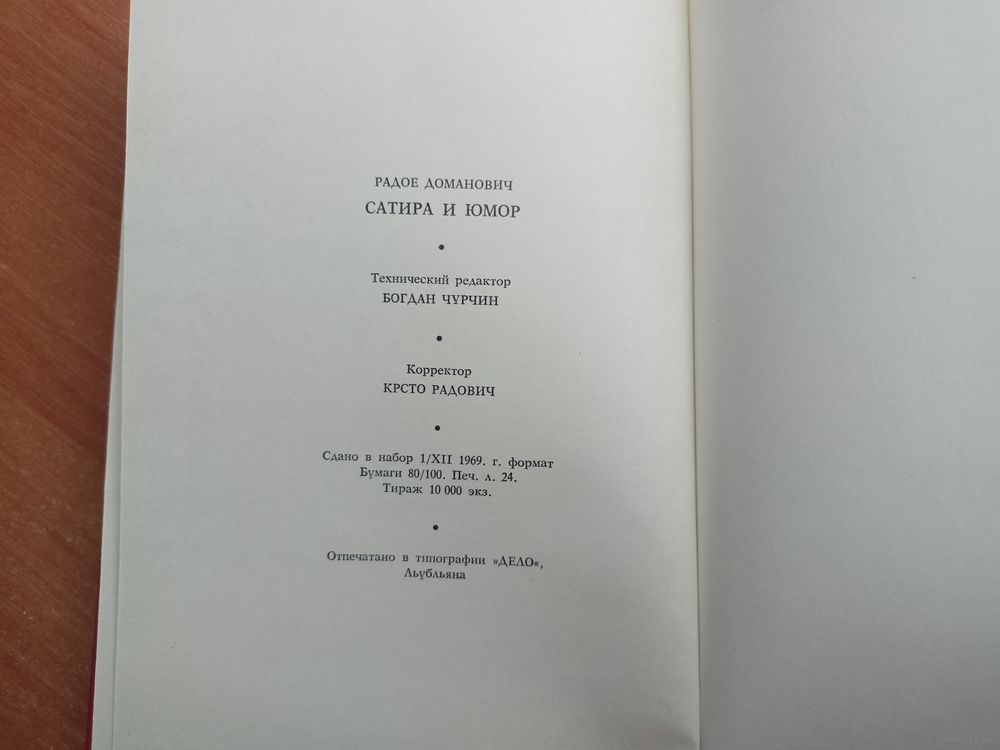 РАДОЕ ДОМАНОВИЧ
САТИРА И ЮМОР
•
Технический редактор
БОГДАН ЧУРЧИН
•
Корректор
КРСТО РАДОВИЧ
•
Сдано в набор 1/XII 1969. г. формат
Бумаги 80/100. Печ. л. 24.
Тираж 10 000 экз.
•
Отпечатано в типографии »ДЕЛО«,
Льубльяна